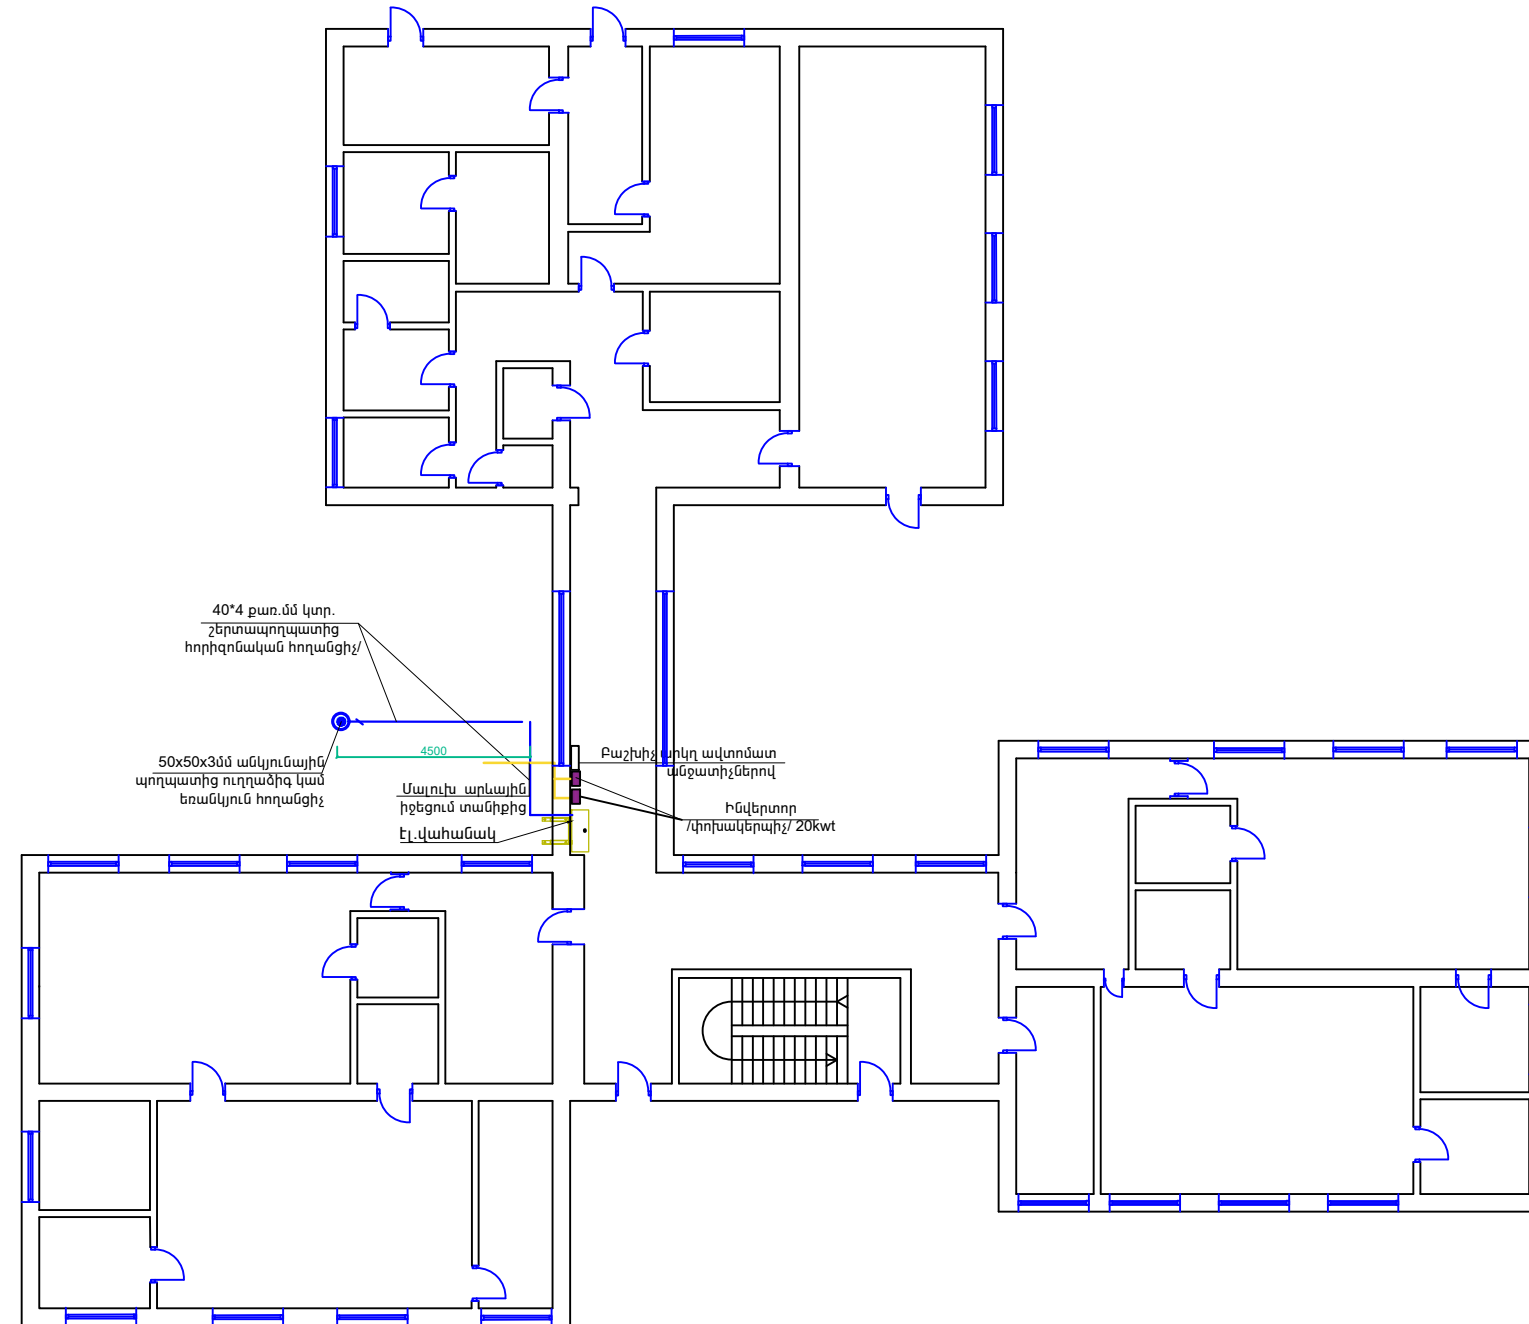 40*4 քառ.մմ կտր.
շերտապողպատից
հորիզոնական հողանցիչ/
4500
50x50x3մմ անկյունային
պողպատից ուղղաձիգ կամ
եռանկյուն հողանցիչ
Մալուխ արևային
իջեցում տանիքից
էլ.վահանակ
Բաշխիչ արկղ ավտոմատ
անջատիչներով
Ինվերտոր
/փոխակերպիչ/ 20kwt